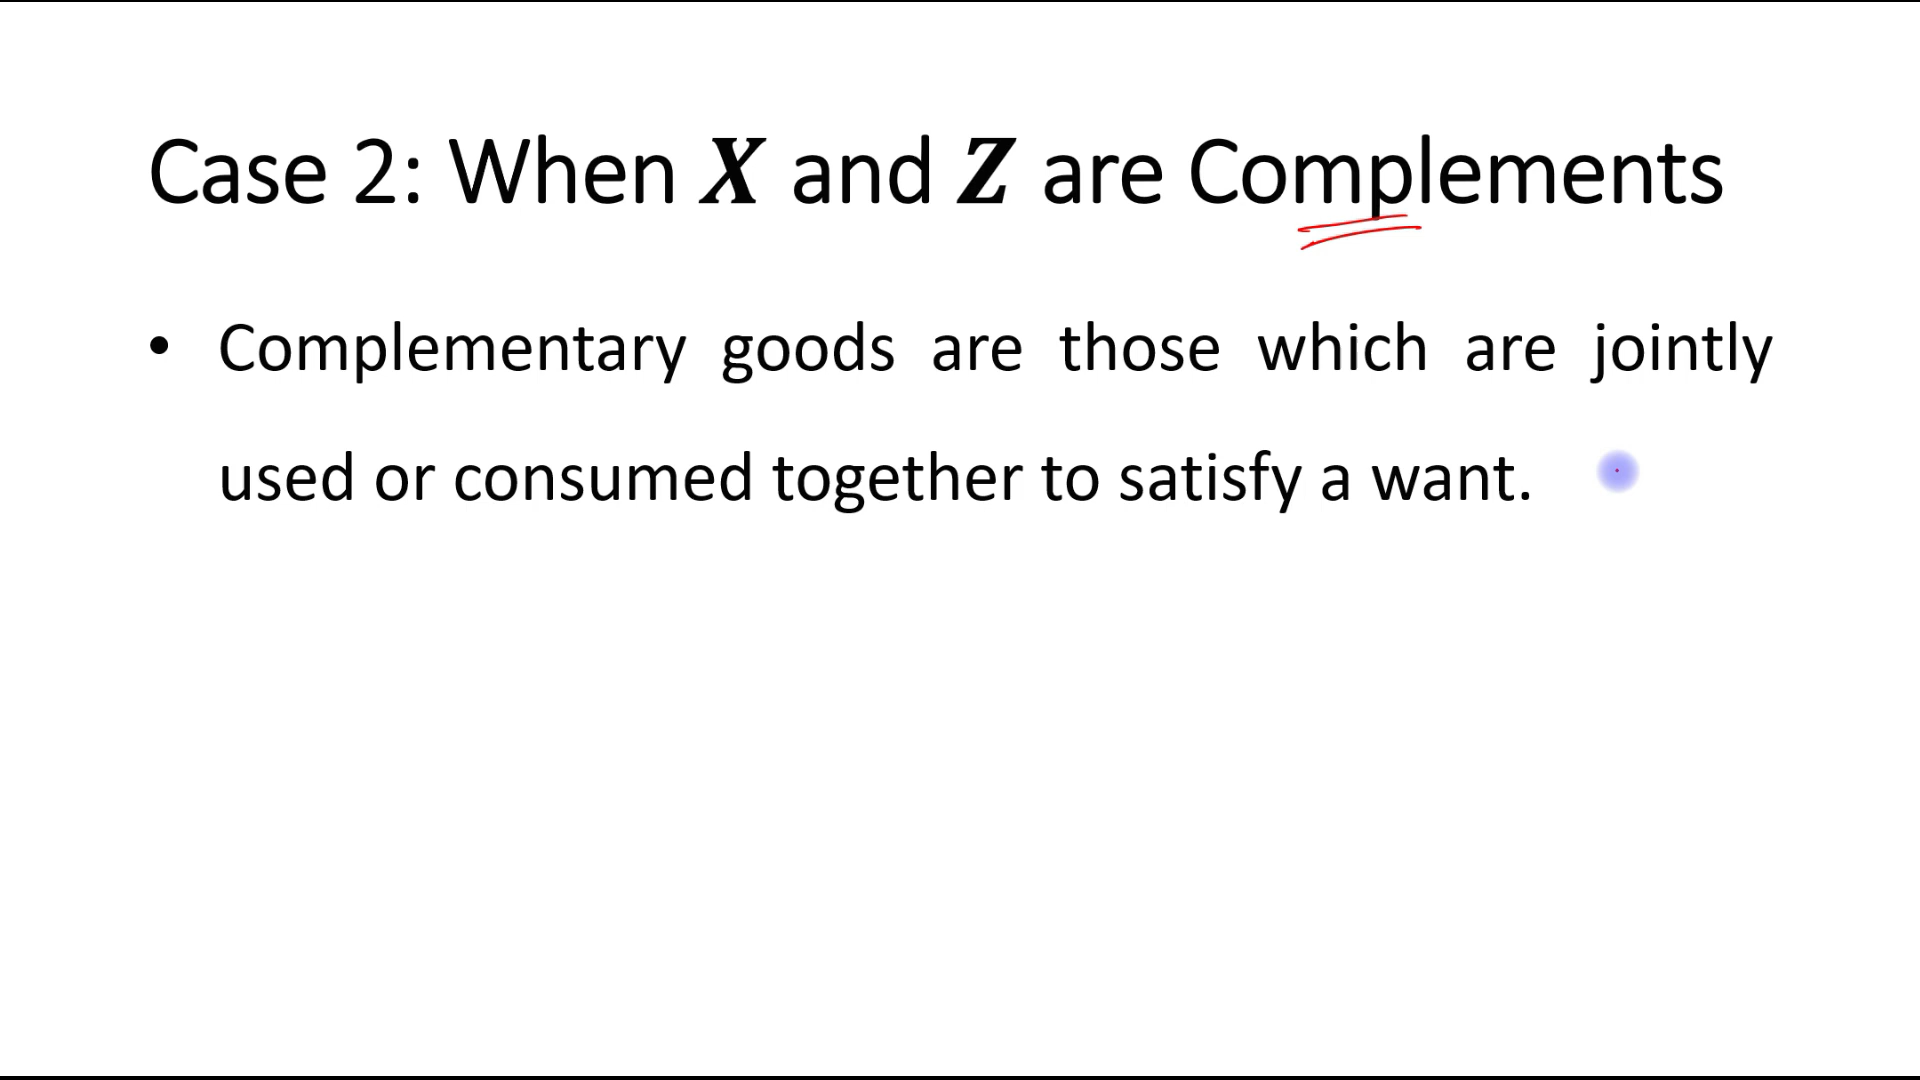 Case 2: When X and Z are Complements
• Complementary goods are those which are jointly
used or consumed together to satisfy a want.